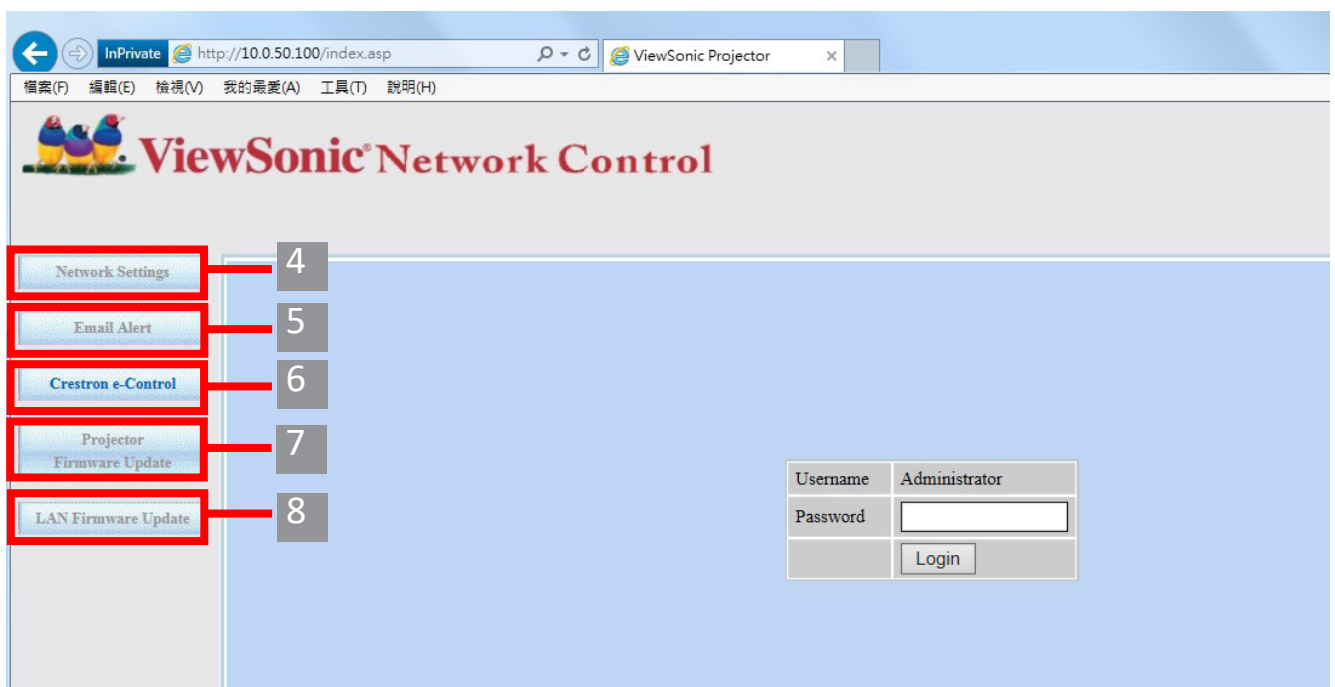 InPrivate http://10.0.50.100/index.asp ViewSonic Projector
檔案(F) 編輯(E) 檢視(V) 我的最愛(A) 工具(T) 說明(H)
ViewSonic® Network Control
Network Settings 4
Email Alert 5
Crestron e-Control 6
Projector
Firmware Update 7
LAN Firmware Update 8
Username Administrator
Password
Login